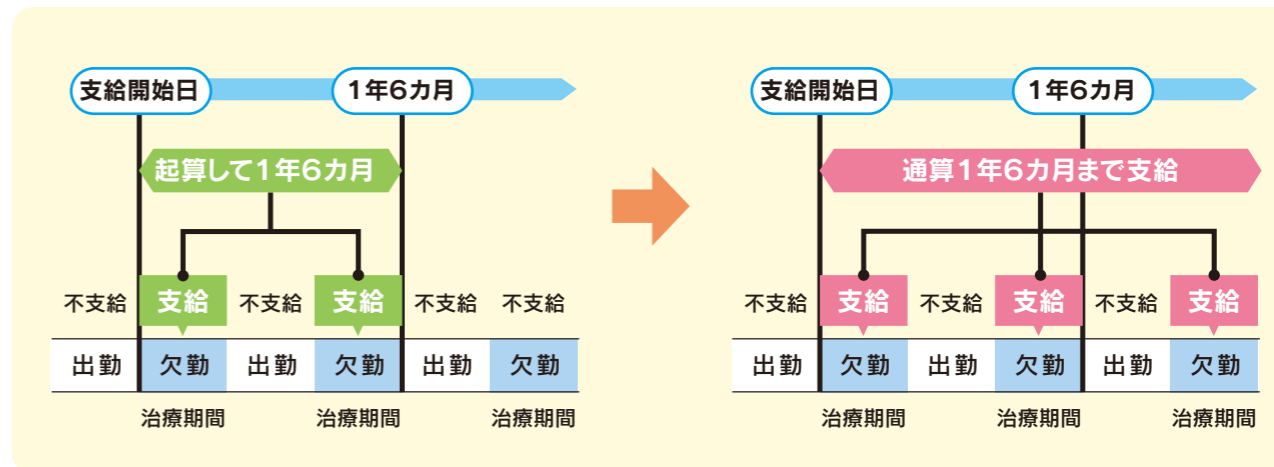 支給開始日
1年6カ月
起算して1年6カ月
不支給 支給 不支給 支給 不支給 不支給
出勤 欠勤 出勤 欠勤 出勤 欠勤
治療期間 治療期間 治療期間
支給開始日
1年6カ月
通算1年6カ月まで支給
不支給 支給 不支給 支給 不支給 支給
出勤 欠勤 出勤 欠勤 出勤 欠勤
治療期間 治療期間 治療期間